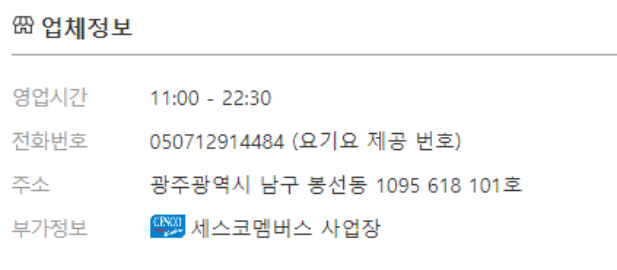 업체정보
영업시간 11:00 - 22:30
전화번호 050712914484 (요기요 제공 번호)
주소 광주광역시 남구 봉선동 1095 618 101호
부가정보 CESCO 세스코멤버스 사업장